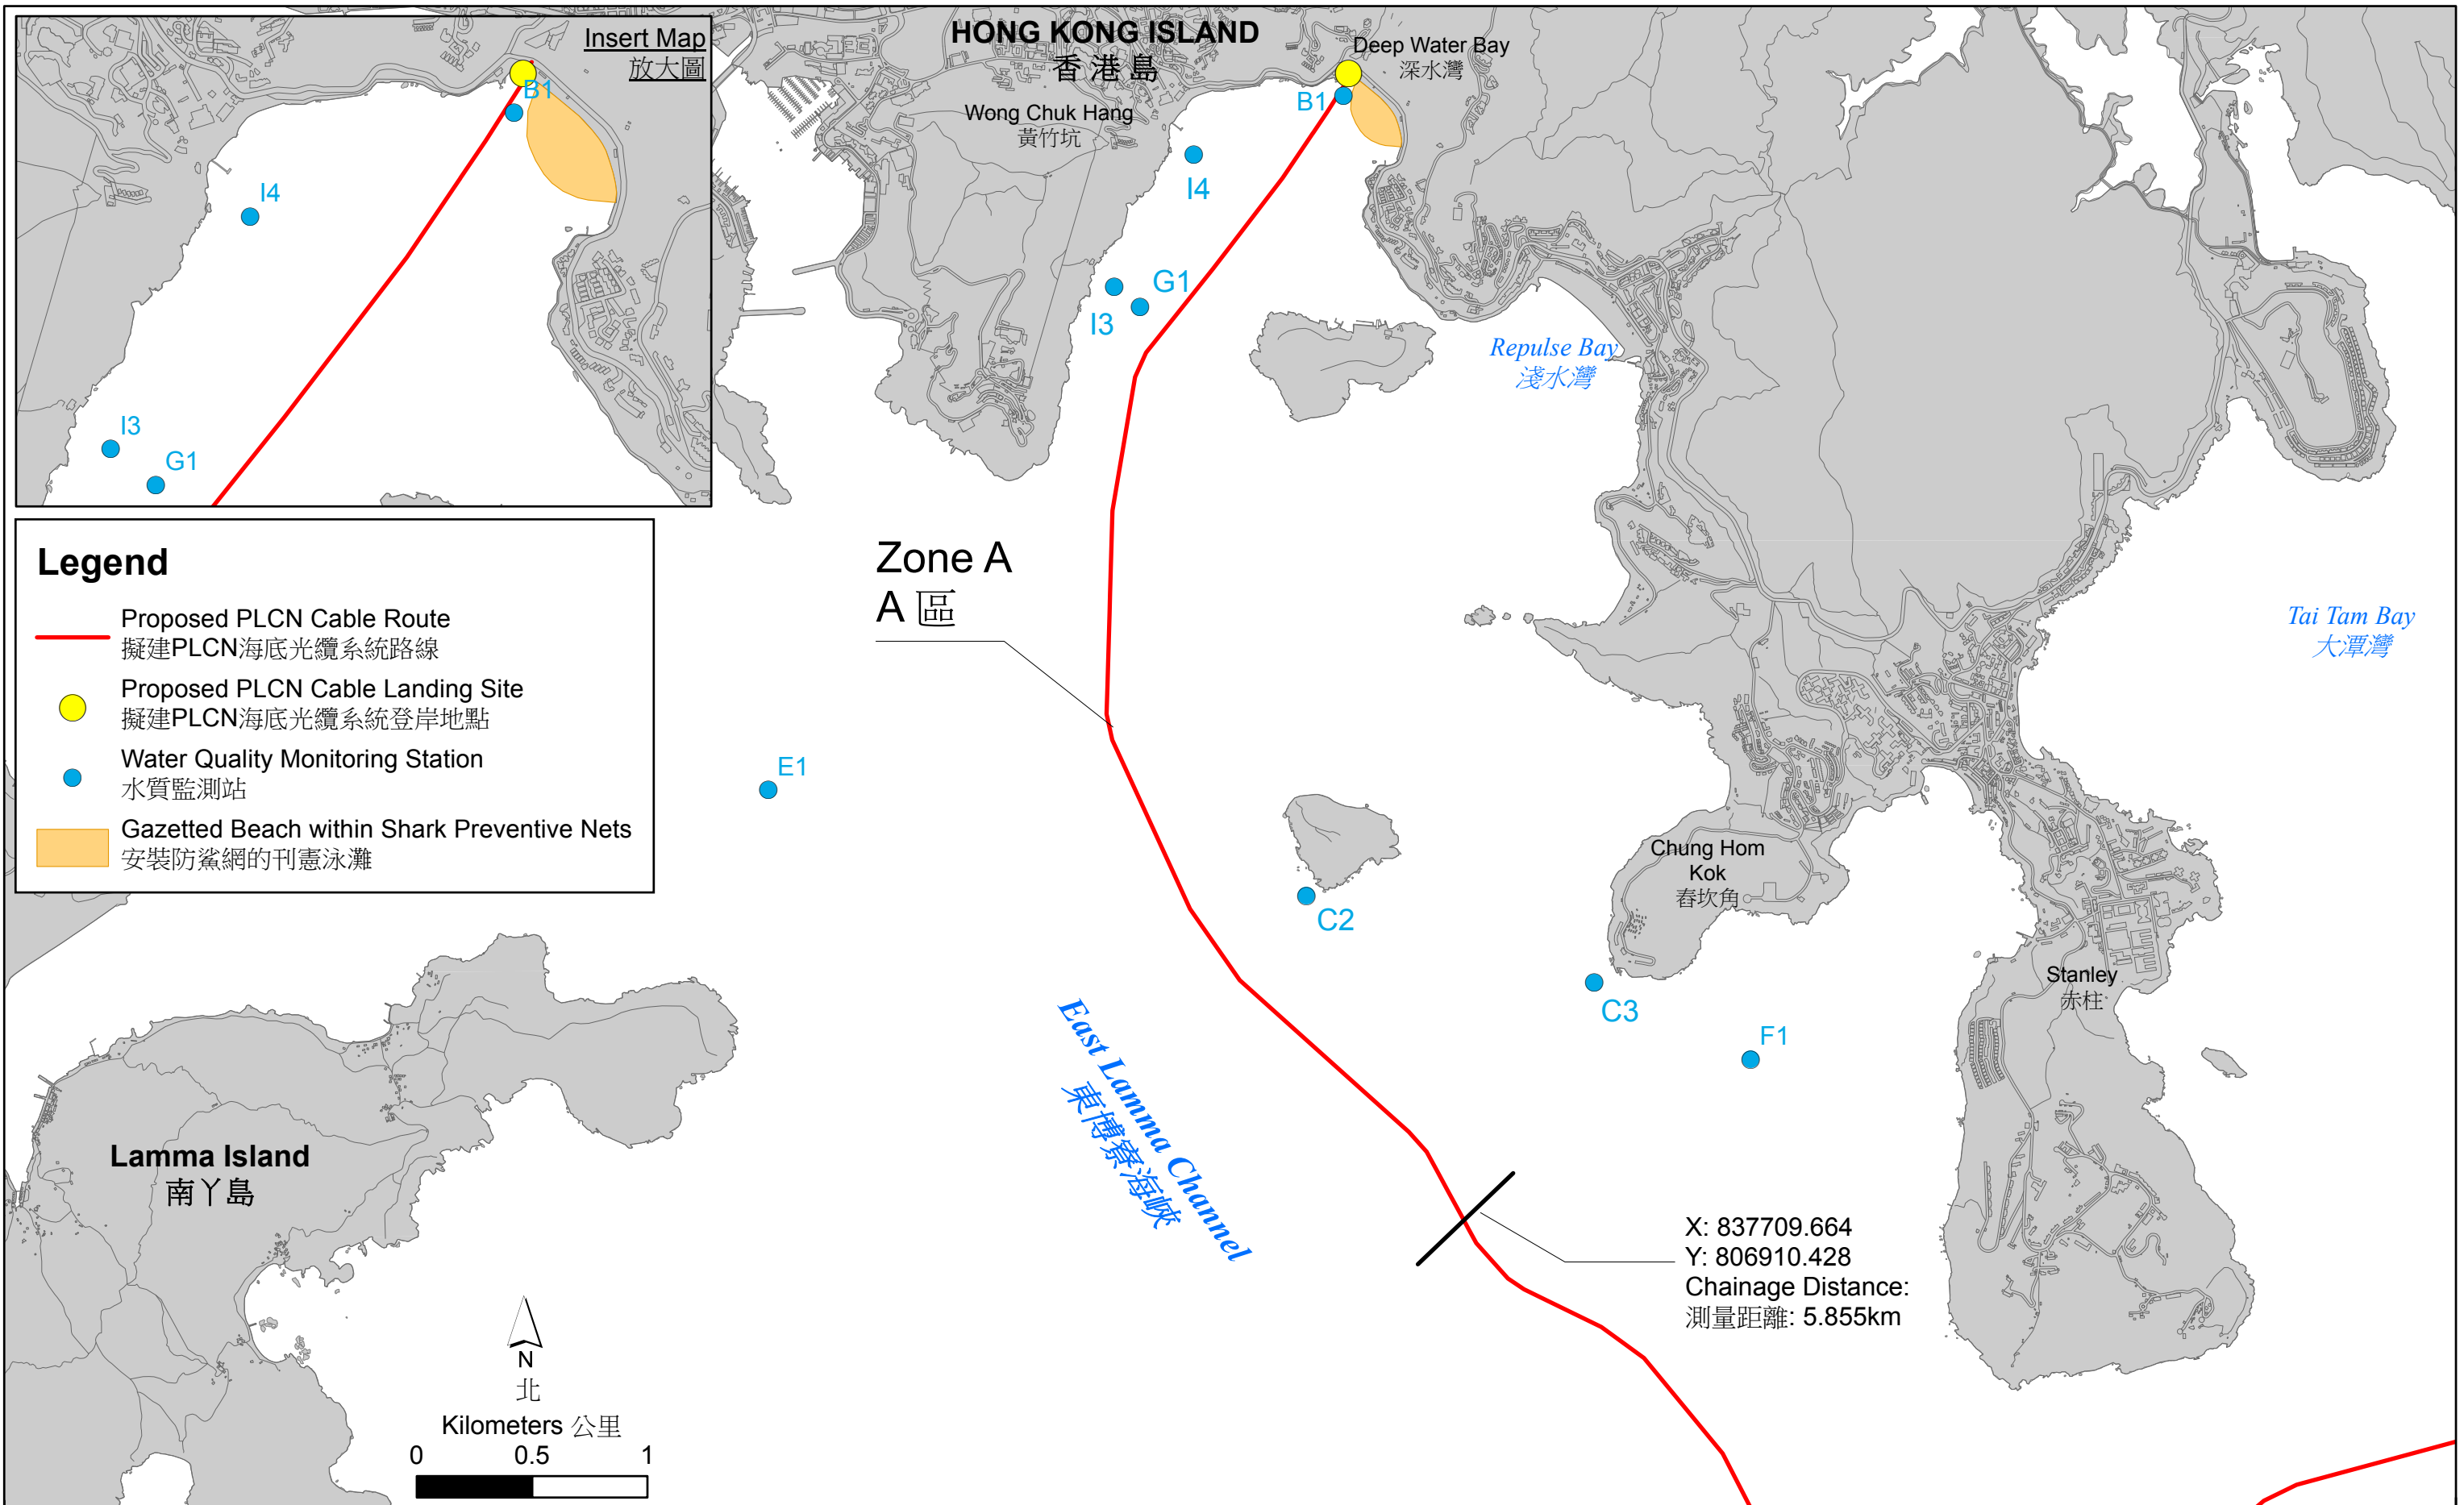 Insert Map
放大圖
B1
I4
I3
G1
HONG KONG ISLAND
香港島
Deep Water Bay
深水灣
B1
Wong Chuk Hang
黃竹坑
I4
G1
I3
Repulse Bay
淺水灣
Legend
Proposed PLCN Cable Route
擬建PLCN海底光纜系統路線
Proposed PLCN Cable Landing Site
擬建PLCN海底光纜系統登岸地點
Water Quality Monitoring Station
水質監測站
Gazetted Beach within Shark Preventive Nets
安裝防鯊網的刊憲泳灘
Zone A
A 區
Tai Tam Bay
大潭灣
E1
C2
Chung Hom
Kok
舂坎角
C3
Stanley
赤柱
F1
East Lamma Channel
東博寮海峽
Lamma Island
南丫島
X: 837709.664
Y: 806910.428
Chainage Distance:
測量距離: 5.855km
N
北
Kilometers 公里
0 0.5 1